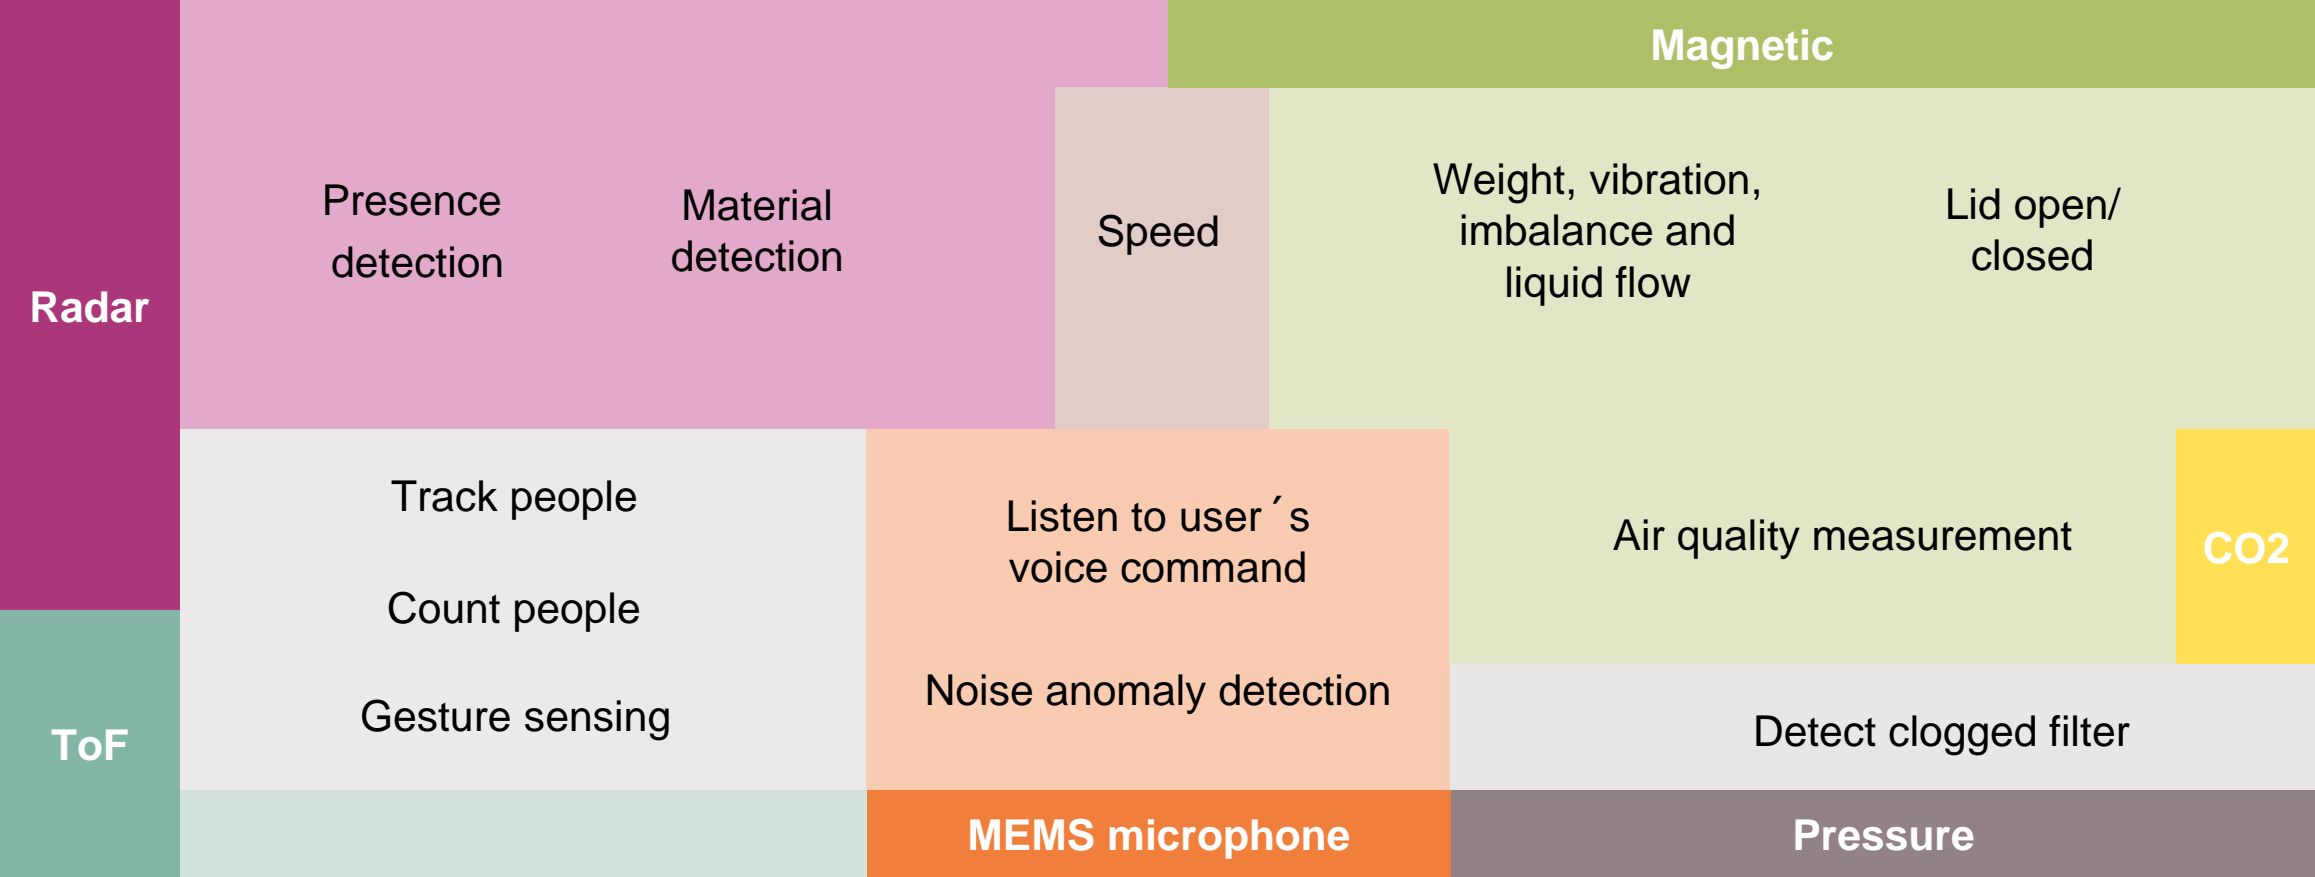 Magnetic
Radar
Presence
detection
Material
detection
Speed
Weight, vibration,
imbalance and
liquid flow
Lid open/
closed
Track people
Count people
Gesture sensing
Listen to user´s
voice command
Noise anomaly detection
Air quality measurement
CO2
Detect clogged filter
ToF
MEMS microphone
Pressure